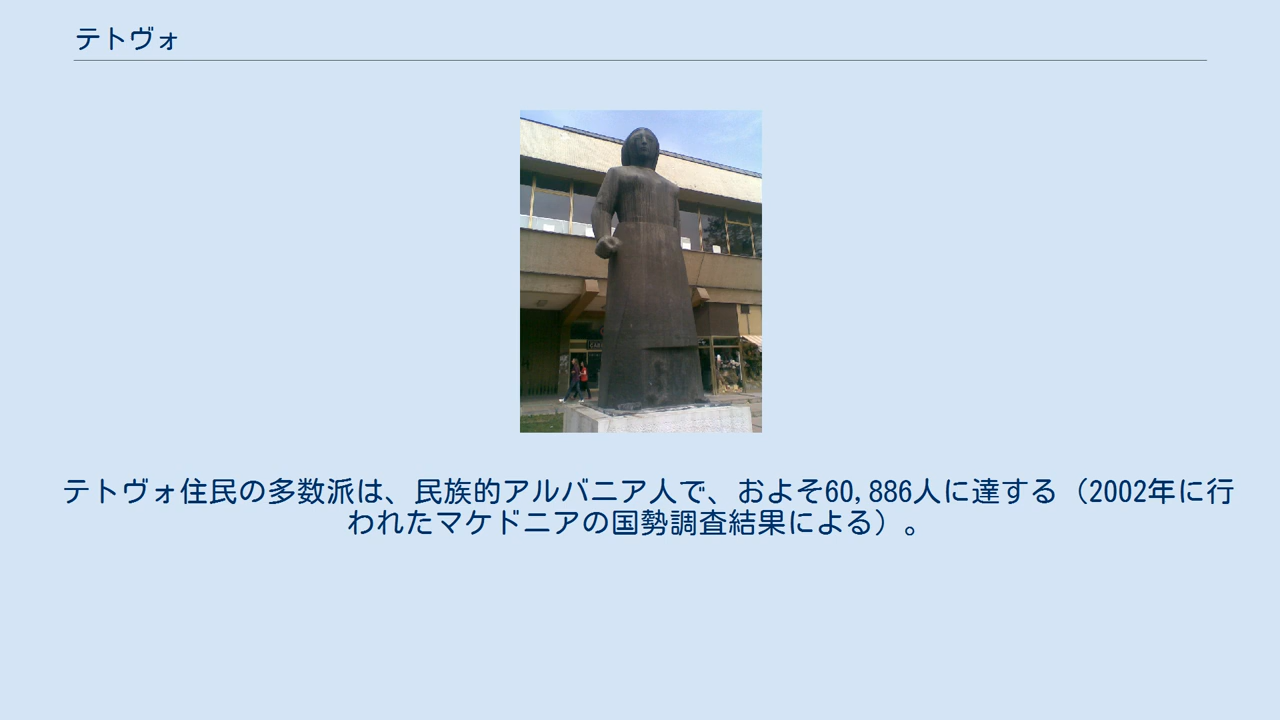 テトヴォ
テトヴォ住民の多数派は、民族的アルバニア人で、およそ60,886人に達する（2002年に行
われたマケドニアの国勢調査結果による）。